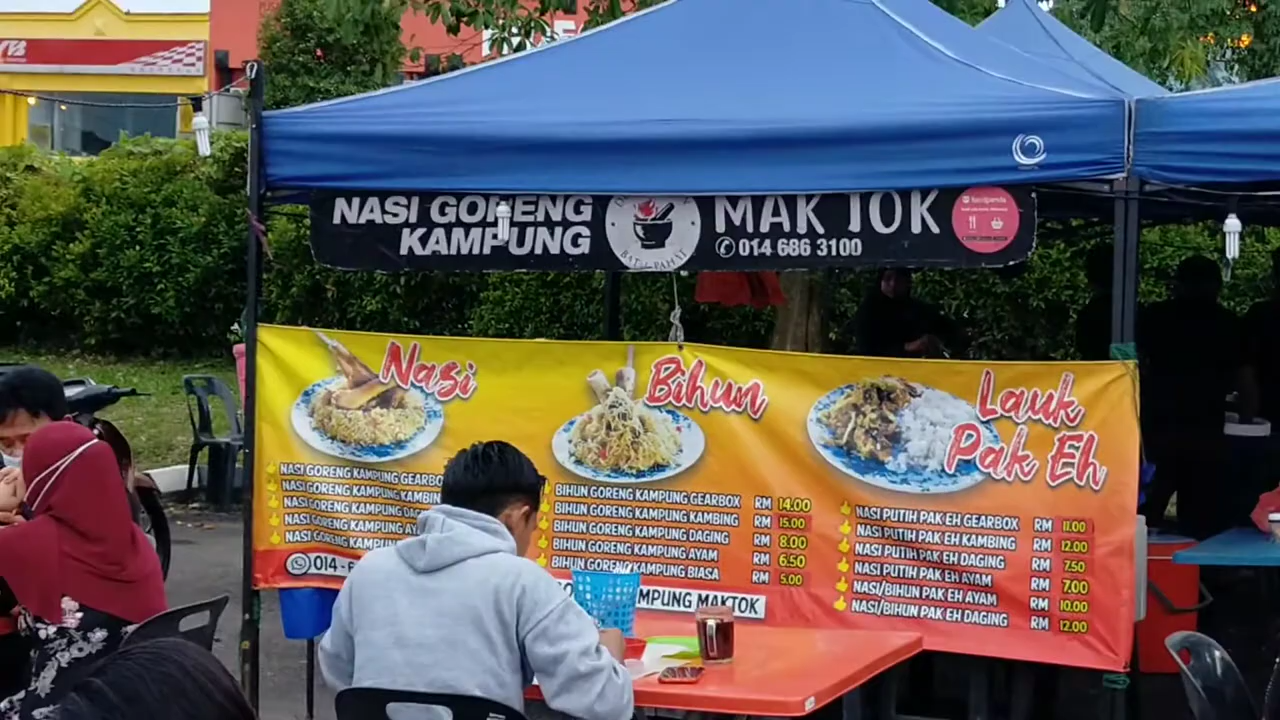 NASI GORENG
KAMPUNG
MAK TOK
014 686 3100
BATU PAHAT
foodpanda
Nasi
NASI GORENG KAMPUNG GEARBOX
NASI GORENG KAMPUNG KAMBIN
NASI GORENG KAMPUNG
NASI GORENG KAMPUNG
NASI GORENG KAMPUNG
014-6
Bihun
BIHUN GORENG KAMPUNG GEARBOX RM 14.00
BIHUN GORENG KAMPUNG KAMBING RM 15.00
BIHUN GORENG KAMPUNG DAGING RM 8.00
BIHUN GORENG KAMPUNG AYAM RM 6.50
BIHUN GORENG KAMPUNG BIASA RM 5.00
MPUNG MAKTOK
Lauk
Pak Eh
NASI PUTIH PAK EH GEARBOX RM 11.00
NASI PUTIH PAK EH KAMBING RM 12.00
NASI PUTIH PAK EH DAGING RM 7.50
NASI PUTIH PAK EH AYAM RM 7.00
NASI/BIHUN PAK EH AYAM RM 10.00
NASI/BIHUN PAK EH DAGING RM 12.00